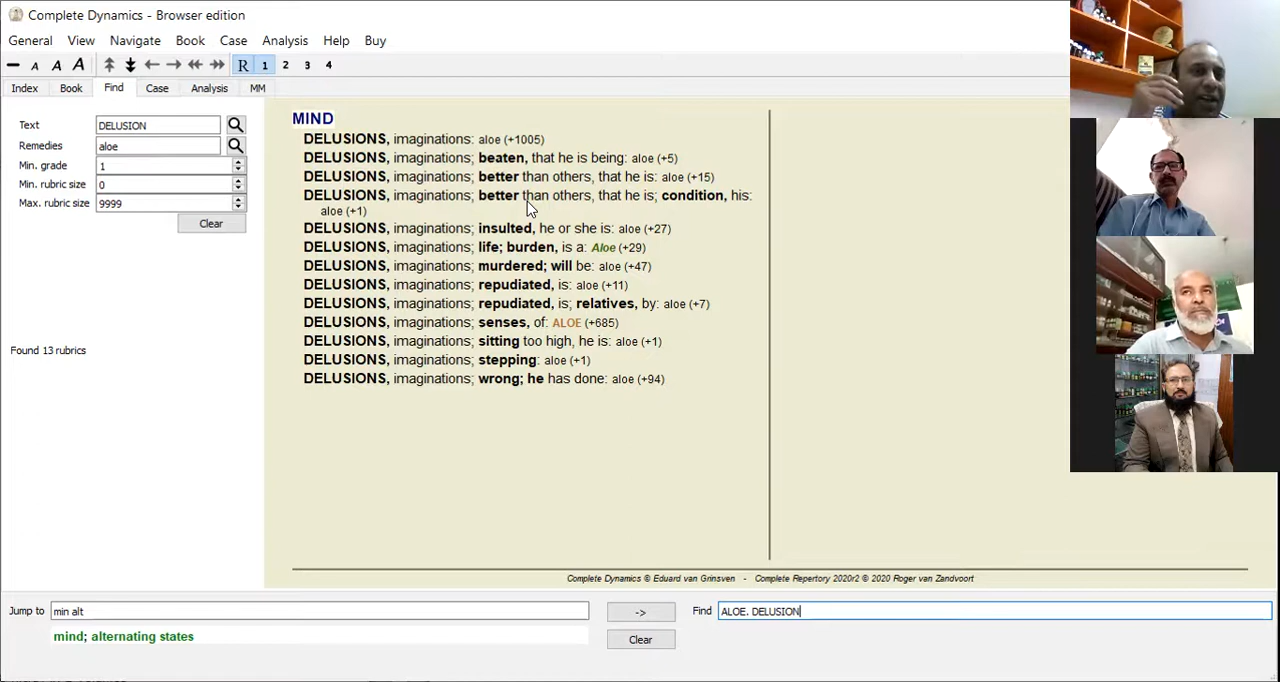 Complete Dynamics - Browser edition
General View Navigate Book Case Analysis Help Buy
A A A R 1 2 3 4
Index Book Find Case Analysis MM
Text DELUSION
Remedies aloe
Min. grade 1
Min. rubric size 0
Max. rubric size 9999
Clear
Found 13 rubrics
MIND
DELUSIONS, imaginations: aloe (+1005)
DELUSIONS, imaginations; beaten, that he is being: aloe (+5)
DELUSIONS, imaginations; better than others, that he is: aloe (+15)
DELUSIONS, imaginations; better than others, that he is; condition, his:
aloe (+1)
DELUSIONS, imaginations; insulted, he or she is: aloe (+27)
DELUSIONS, imaginations; life; burden, is a: Aloe (+29)
DELUSIONS, imaginations; murdered; will be: aloe (+47)
DELUSIONS, imaginations; repudiated, is: aloe (+11)
DELUSIONS, imaginations; repudiated, is; relatives, by: aloe (+7)
DELUSIONS, imaginations; senses, of: ALOE (+685)
DELUSIONS, imaginations; sitting too high, he is: aloe (+1)
DELUSIONS, imaginations; stepping: aloe (+1)
DELUSIONS, imaginations; wrong; he has done: aloe (+94)
Complete Dynamics © Eduard van Grinsven - Complete Repertory 2020r2 © 2020 Roger van Zandvoort
Jump to min alt -> Find ALOE. DELUSION
mind; alternating states Clear